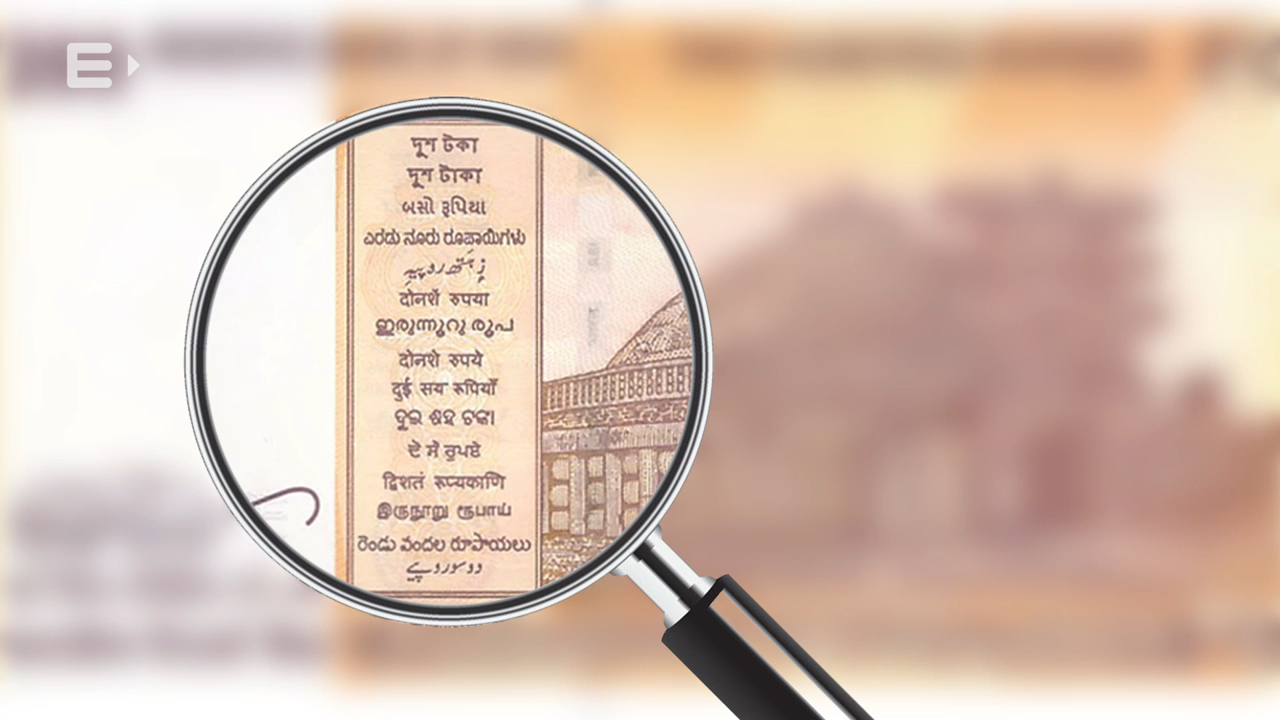 E
দুশ টকা
দুশ টাকা
બસો રૂપિયા
ಎರಡು ನೂರು ರೂಪಾಯಿಗಳು
दोनशें रुपया
ഇരുന്നൂറു രൂപ
दोनशे रुपये
दुई सय रूपियाँ
ଦୁଇ ଶହ ଟଙ୍କା
ਦੋ ਸੌ ਰੁਪਏ
द्विशतं रूप्यकाणि
இருநூறு ரூபாய்
రెండు వందల రూపాయలు
دو سو روپیے